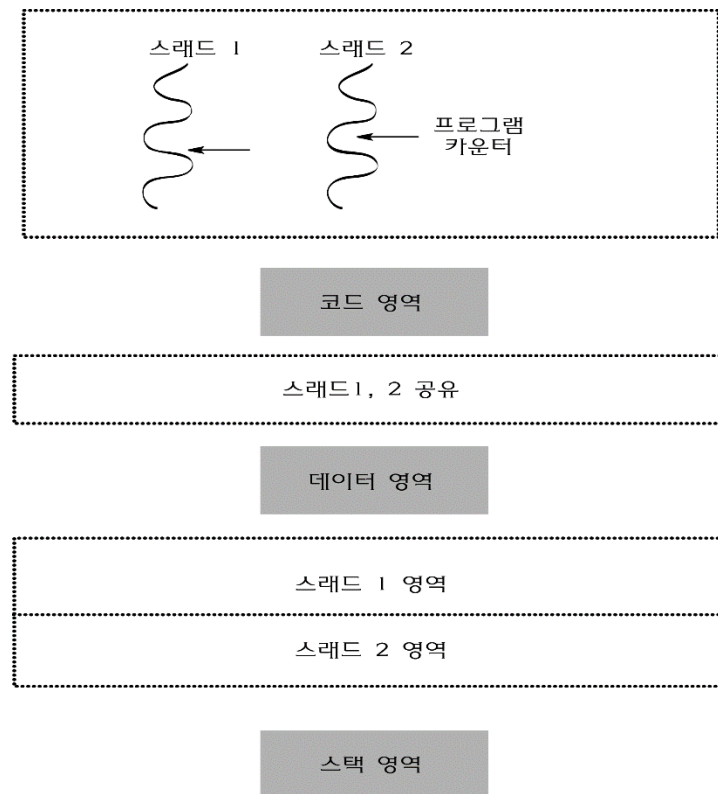 스래드 1
스래드 2
프로그램
카운터
코드 영역
스래드1, 2 공유
데이터 영역
스래드 1 영역
스래드 2 영역
스택 영역